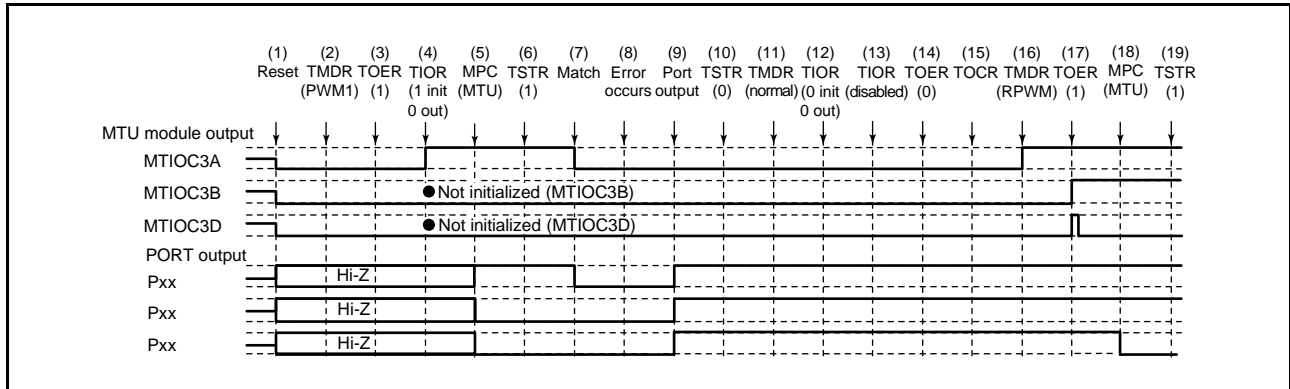 (1) (2) (3) (4) (5) (6) (7) (8) (9) (10) (11) (12) (13) (14) (15) (16) (17) (18) (19)
Reset TMDR TOER TIOR MPC TSTR Match Error Port TSTR TMDR TIOR TIOR TOER TOCR TMDR TOER MPC TSTR
(PWM1) (1) (1 init (MTU) (1) occurs output (0) (normal) (0 init (disabled) (0) (RPWM) (1) (MTU) (1)
0 out) 0 out)
MTU module output
MTIOC3A
MTIOC3B
● Not initialized (MTIOC3B)
MTIOC3D
● Not initialized (MTIOC3D)
PORT output
Pxx Hi-Z
Pxx Hi-Z
Pxx Hi-Z